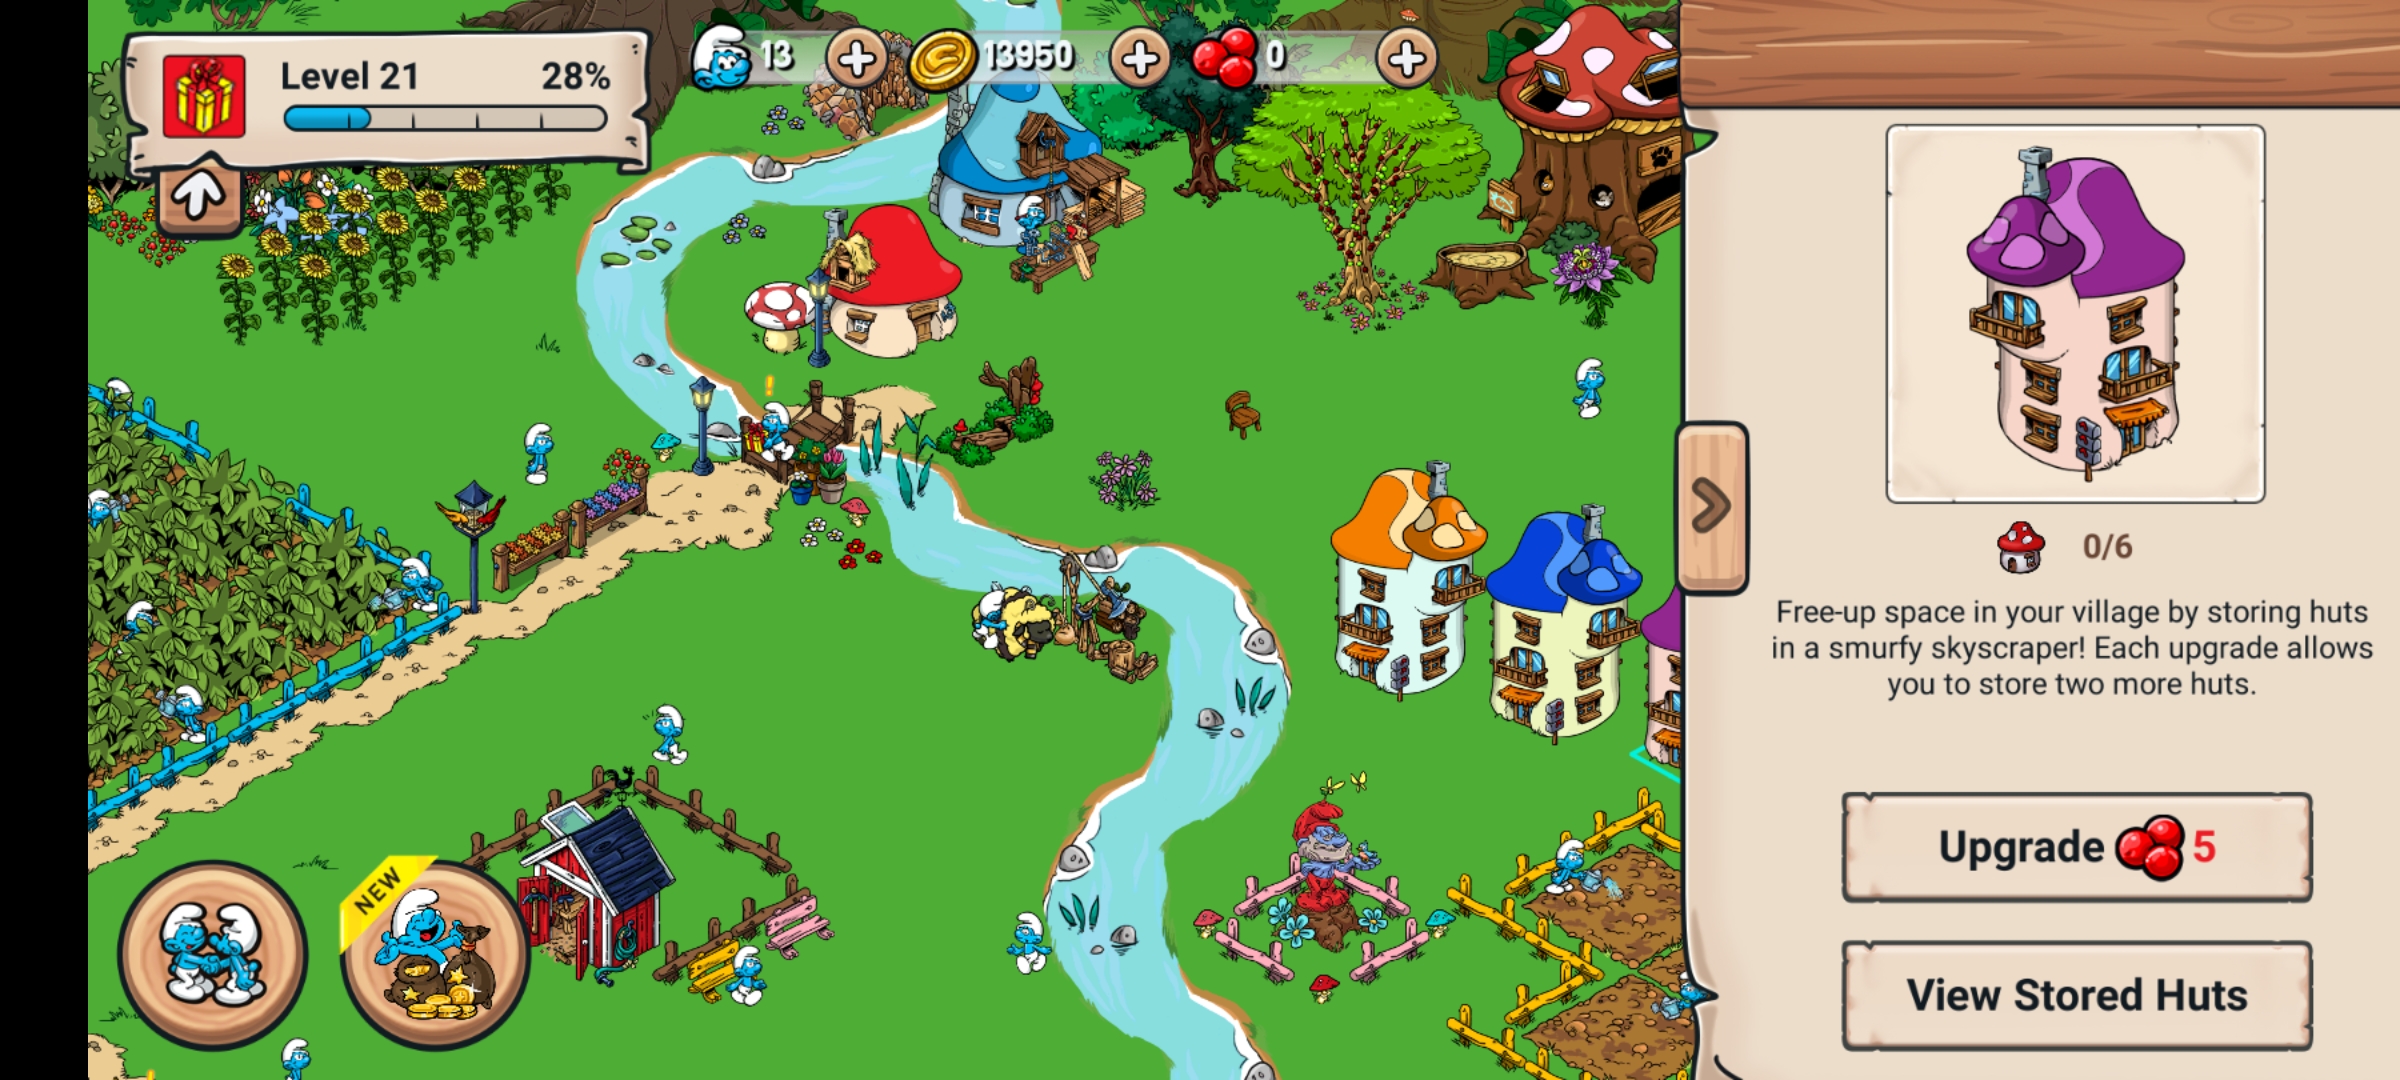 Level 21
28%
13
13950
0
0/6
Free-up space in your village by storing huts
in a smurfy skyscraper! Each upgrade allows
you to store two more huts.
Upgrade 5
View Stored Huts
NEW